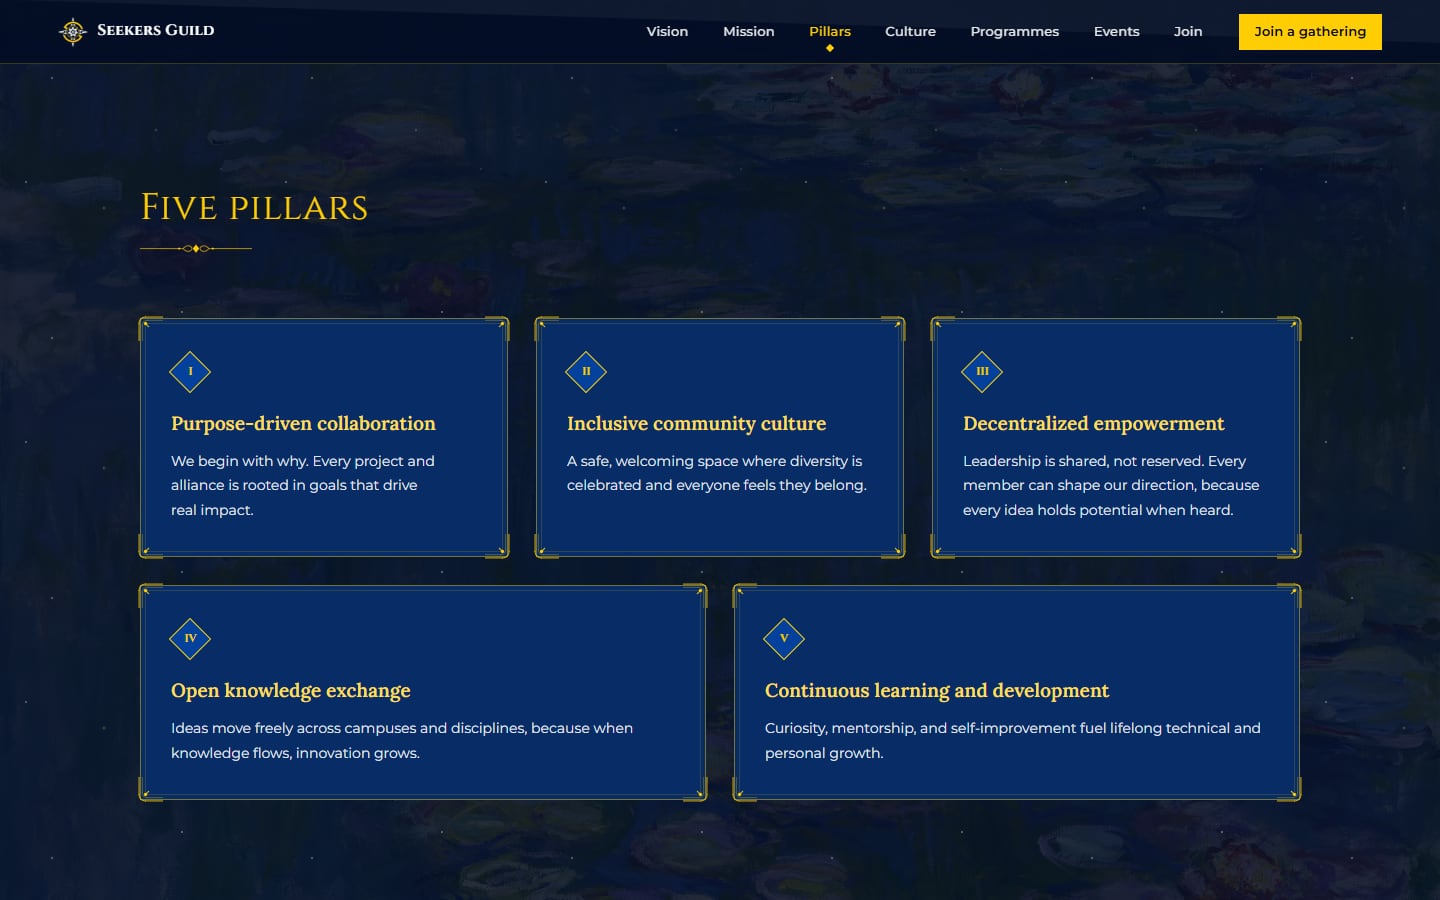 Seekers Guild
Vision Mission Pillars Culture Programmes Events Join Join a gathering
Five pillars
I
Purpose-driven collaboration
We begin with why. Every project and
alliance is rooted in goals that drive
real impact.
II
Inclusive community culture
A safe, welcoming space where diversity is
celebrated and everyone feels they belong.
III
Decentralized empowerment
Leadership is shared, not reserved. Every
member can shape our direction, because
every idea holds potential when heard.
IV
Open knowledge exchange
Ideas move freely across campuses and disciplines, because when
knowledge flows, innovation grows.
V
Continuous learning and development
Curiosity, mentorship, and self-improvement fuel lifelong technical and
personal growth.